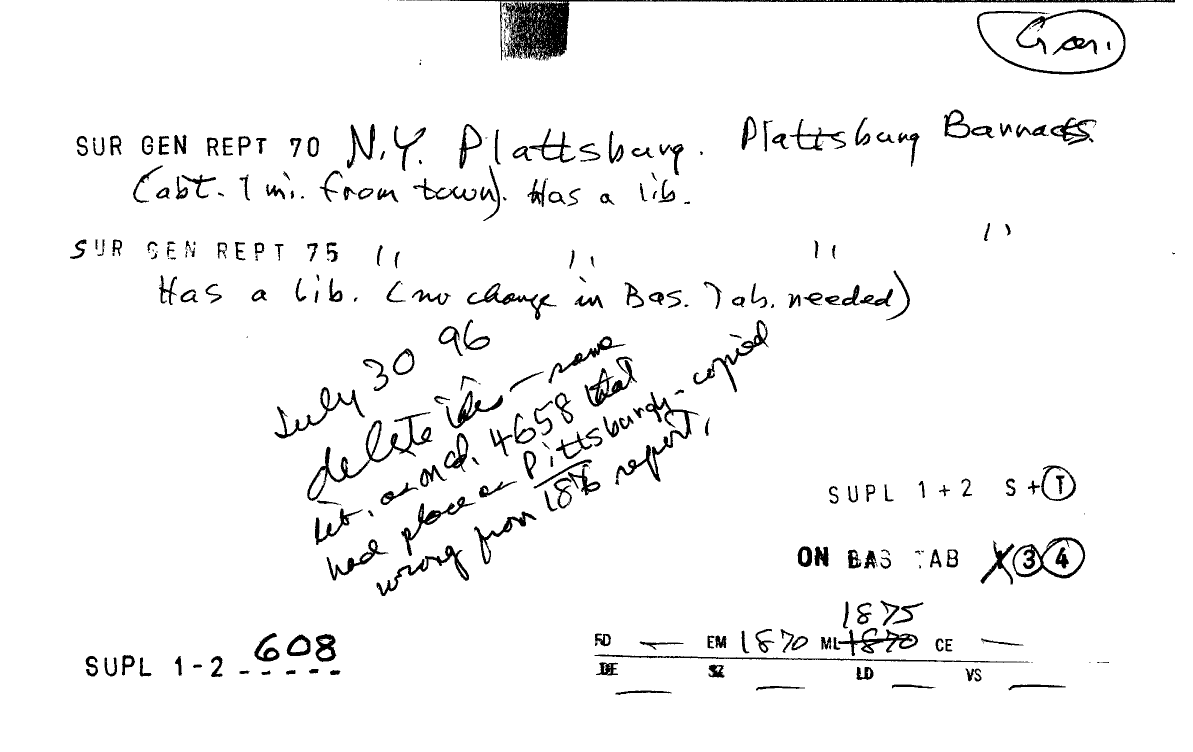 Gar.
SUR GEN REPT 70 N.Y. Plattsburg. Plattsburg Barracks
(abt. 1 mi. from town). Has a lib.
SUR GEN REPT 75 " " " "
Has a lib. (no change in Bas. Tab. needed)
July 30 96
delete this – same
lib. as on cd. 4658 that
had place as Pittsburgh - copied
wrong from 1876 report.
SUPL 1+2 S+T
ON BAS TAB X 3 4
1875
FD — EM 1870 ML 1870 CE —
DE SZ LD VS
SUPL 1-2 608